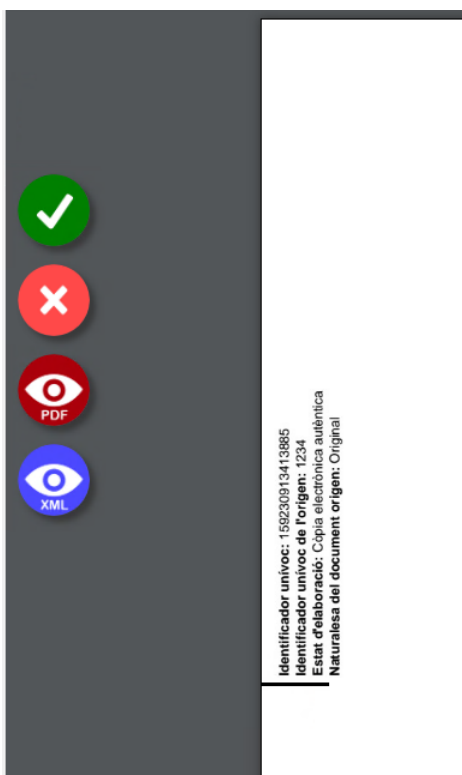 PDF
XML
Identificador unívoc: 159230913413885
Identificador unívoc de l'origen: 1234
Estat d'elaboració: Còpia electrònica autèntica
Naturalesa del document origen: Original